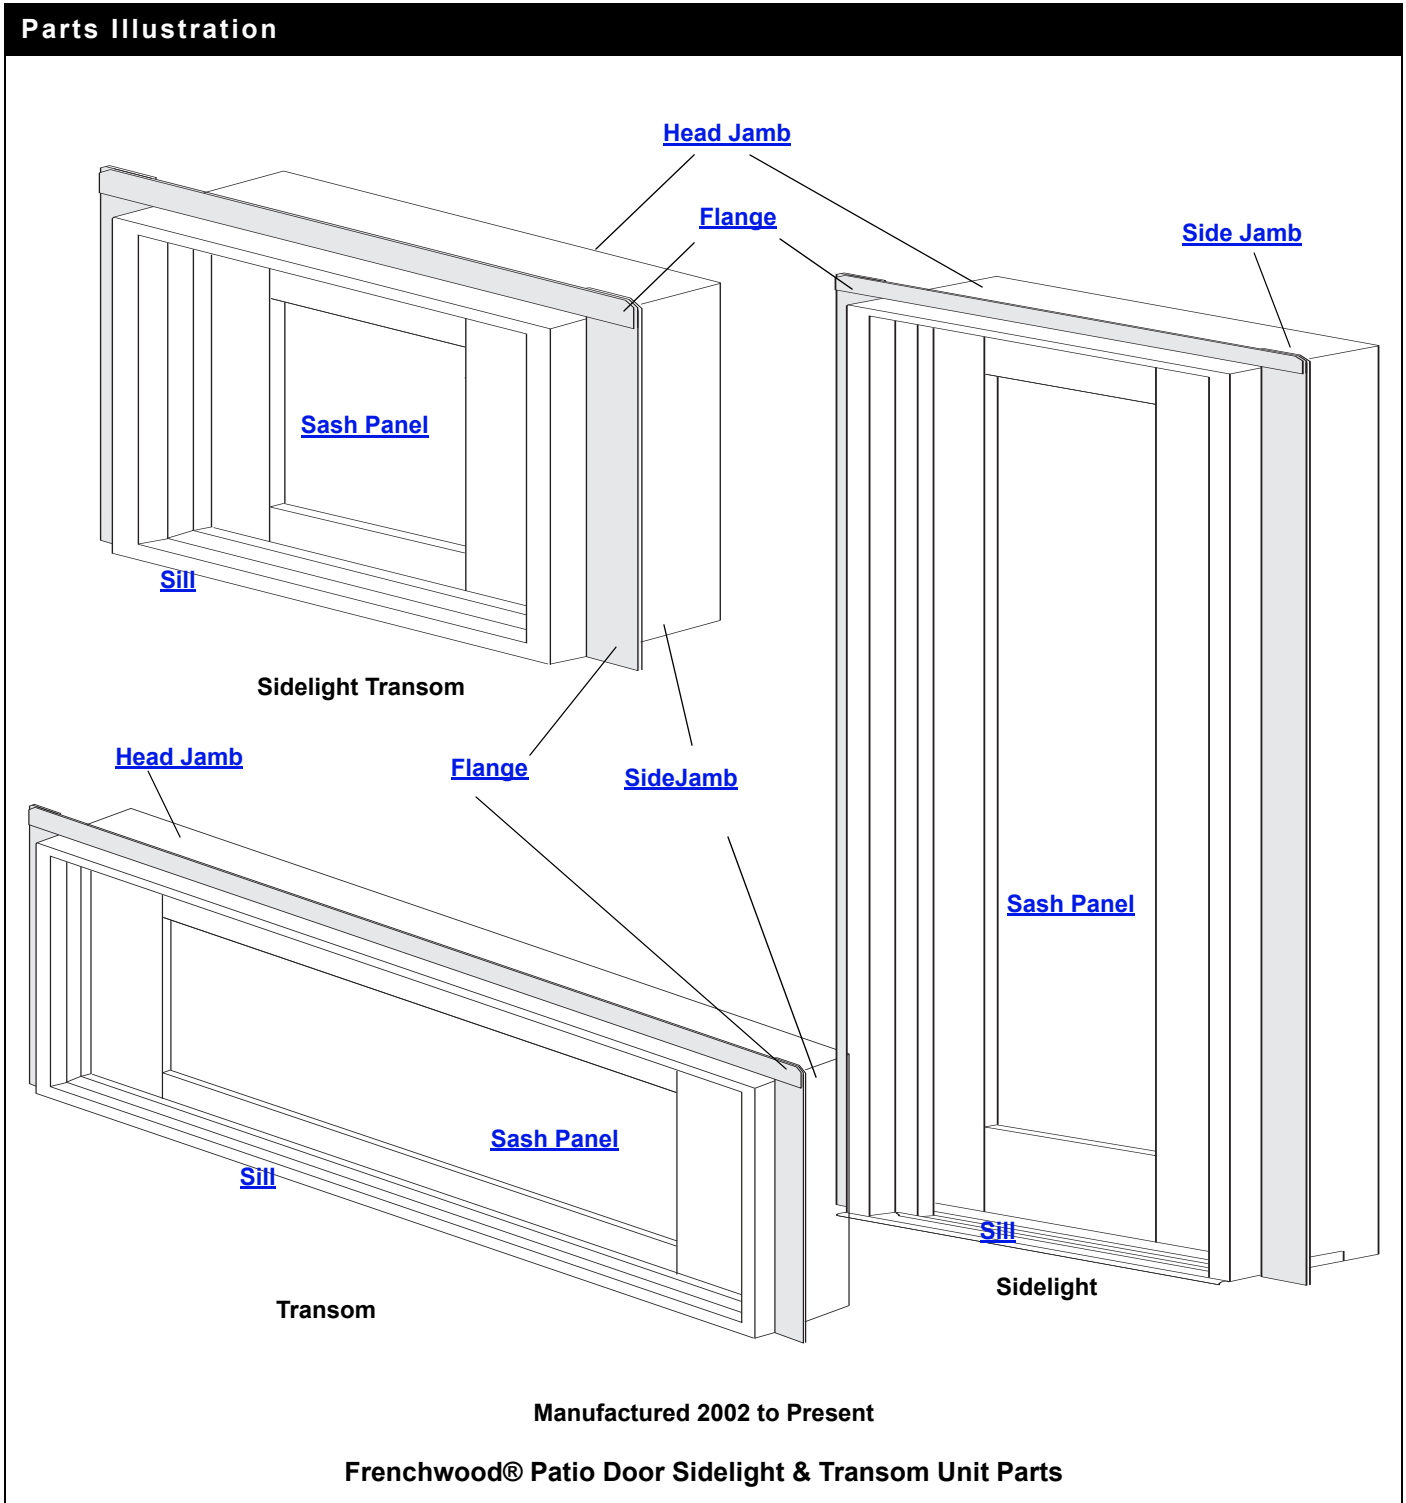 Parts Illustration
Head Jamb
Flange
Side Jamb
Sash Panel
Sill
Sidelight Transom
Head Jamb
Flange
SideJamb
Sash Panel
Sash Panel
Sill
Sill
Sidelight
Transom
Manufactured 2002 to Present
Frenchwood® Patio Door Sidelight & Transom Unit Parts